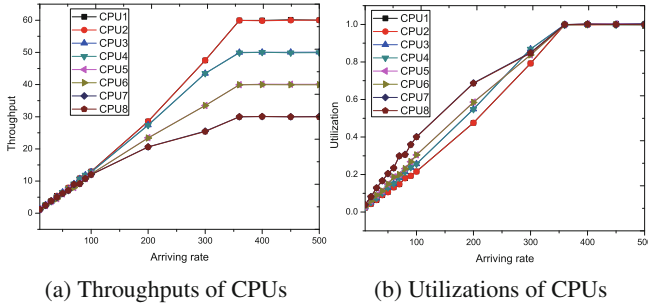 60
50
40
30
20
10
0
Throughput
CPU1
CPU2
CPU3
CPU4
CPU5
CPU6
CPU7
CPU8
100 200 300 400 500
Arriving rate
(a) Throughputs of CPUs
1.0
0.8
0.6
0.4
0.2
0.0
Utilization
CPU1
CPU2
CPU3
CPU4
CPU5
CPU6
CPU7
CPU8
100 200 300 400 500
Arriving rate
(b) Utilizations of CPUs